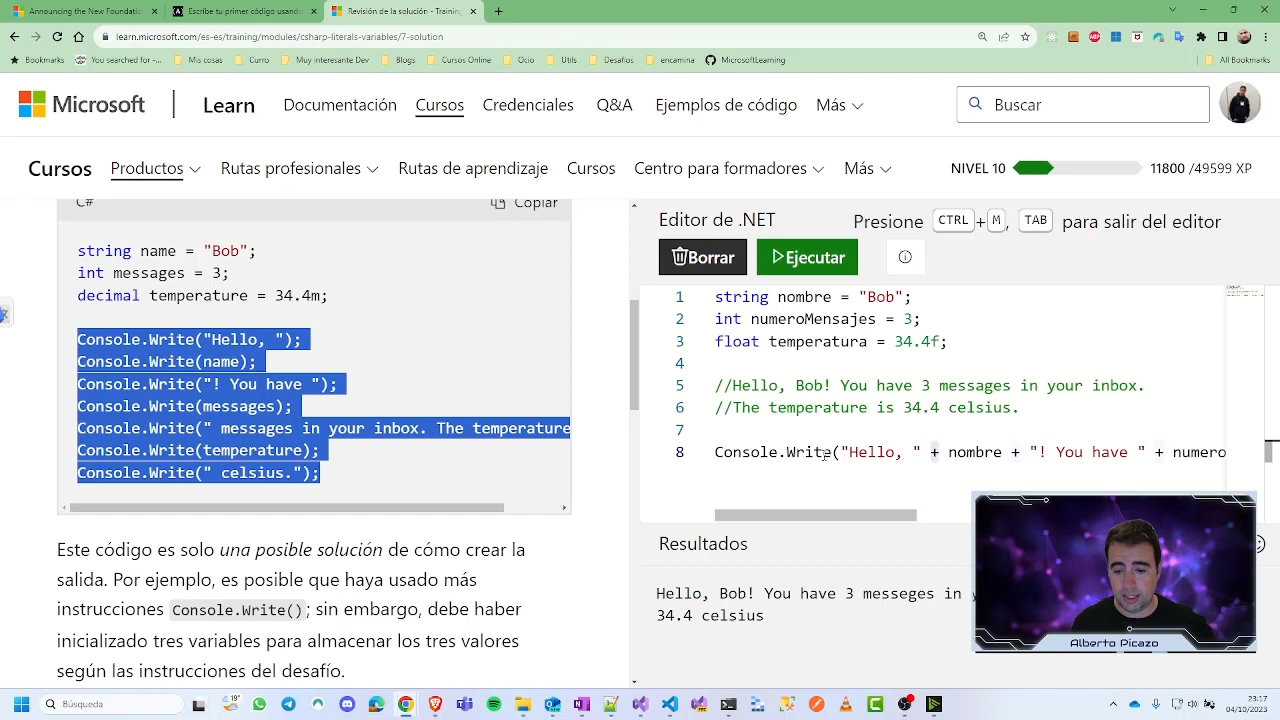 Announcing the New Foundatic
Escribe tu primer código usando
Revisión de la solución - Training
learn.microsoft.com/es-es/training/modules/csharp-literals-variables/7-solution
Bookmarks
You searched for -...
Mis cosas
Curro
Muy interesante Dev
Blogs
Cursos Online
Ocio
Utils
Desafios
encamina
MicrosoftLearning
All Bookmarks
Microsoft
Learn
Documentación
Cursos
Credenciales
Q&A
Ejemplos de código
Más
Buscar
Cursos
Productos
Rutas profesionales
Rutas de aprendizaje
Cursos
Centro para formadores
Más
NIVEL 10
11800 /49599 XP
C#
Copiar
string name = "Bob";
int messages = 3;
decimal temperature = 34.4m;
Console.Write("Hello, ");
Console.Write(name);
Console.Write("! You have ");
Console.Write(messages);
Console.Write(" messages in your inbox. The temperature
Console.Write(temperature);
Console.Write(" celsius.");
Este código es solo una posible solución de cómo crear la
salida. Por ejemplo, es posible que haya usado más
instrucciones Console.Write(); sin embargo, debe haber
inicializado tres variables para almacenar los tres valores
según las instrucciones del desafío.
Editor de .NET
Presione CTRL + M, TAB para salir del editor
Borrar
Ejecutar
1 string nombre = "Bob";
2 int numeroMensajes = 3;
3 float temperatura = 34.4f;
4
5 //Hello, Bob! You have 3 messages in your inbox.
6 //The temperature is 34.4 celsius.
7
8 Console.Write("Hello, " + nombre + "! You have " + numero
Resultados
Hello, Bob! You have 3 messeges in y
34.4 celsius
Alberto Picazo
Búsqueda
19°
23:17
04/10/2023